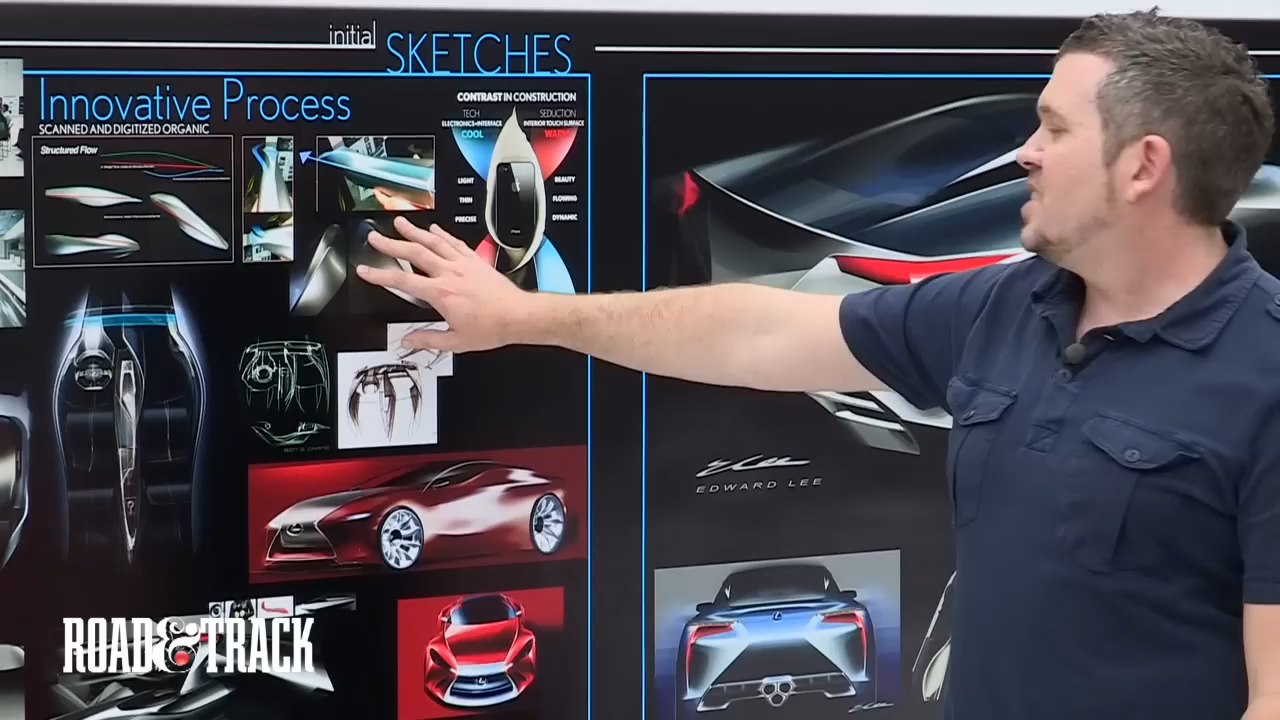 initial
SKETCHES
Innovative Process
SCANNED AND DIGITIZED ORGANIC
Structured Flow
CONTRAST IN CONSTRUCTION
TECH
ELECTRONICS+INTERFACE
COOL
SEDUCTION
INTERIOR TOUCH SURFACE
WARM
LIGHT
THIN
PRECISE
BEAUTY
FLOWING
DYNAMIC
EDWARD LEE
ROAD & TRACK